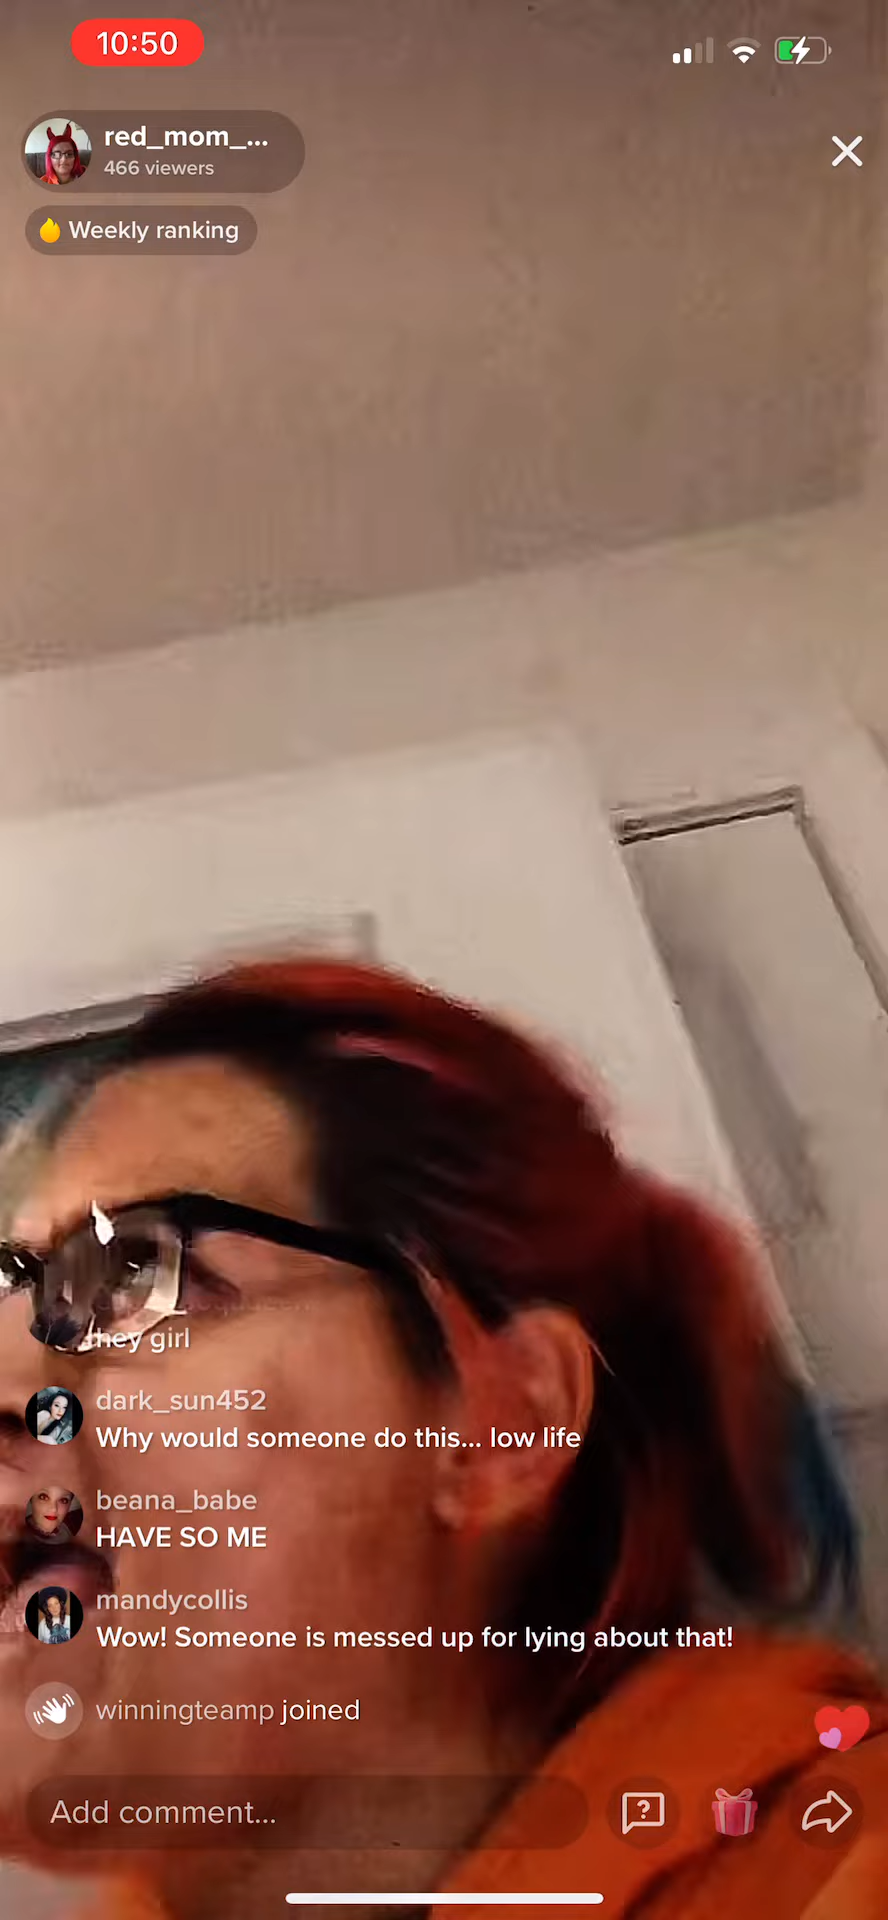 10:50
red_mom_...
466 viewers
Weekly ranking
hey girl
dark_sun452
Why would someone do this... low life
beana_babe
HAVE SO ME
mandycollis
Wow! Someone is messed up for lying about that!
winningteamp joined
Add comment...